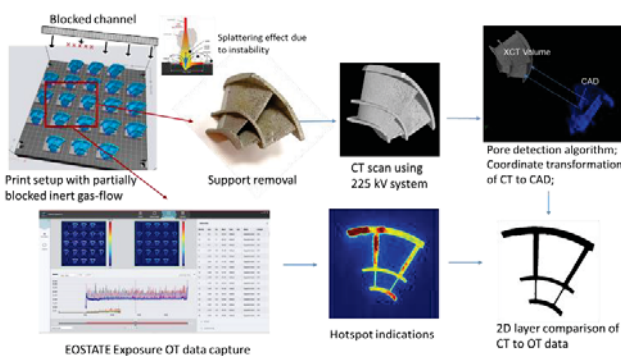 Blocked channel
Splattering effect due
to instability
XCT Volume
CAD
Print setup with partially
blocked inert gas-flow
Support removal
CT scan using
225 kV system
Pore detection algorithm;
Coordinate transformation
of CT to CAD;
EOSTATE Exposure OT data capture
Hotspot indications
2D layer comparison of
CT to OT data